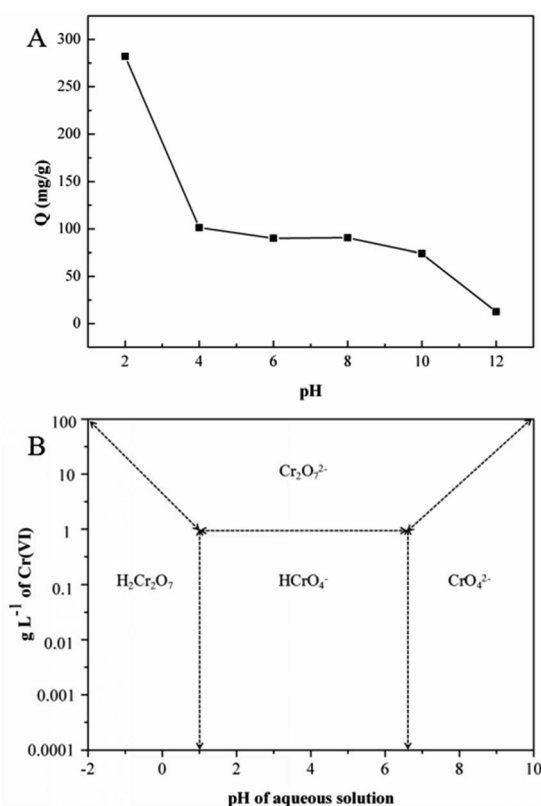 A
300
250
200
150
100
50
0
Q (mg/g)
2 4 6 8 10 12
pH
B
100
10
1
0.1
0.01
0.001
0.0001
g L⁻¹ of Cr(VI)
Cr₂O₇²⁻
H₂Cr₂O₇ HCrO₄⁻ CrO₄²⁻
-2 0 2 4 6 8 10
pH of aqueous solution